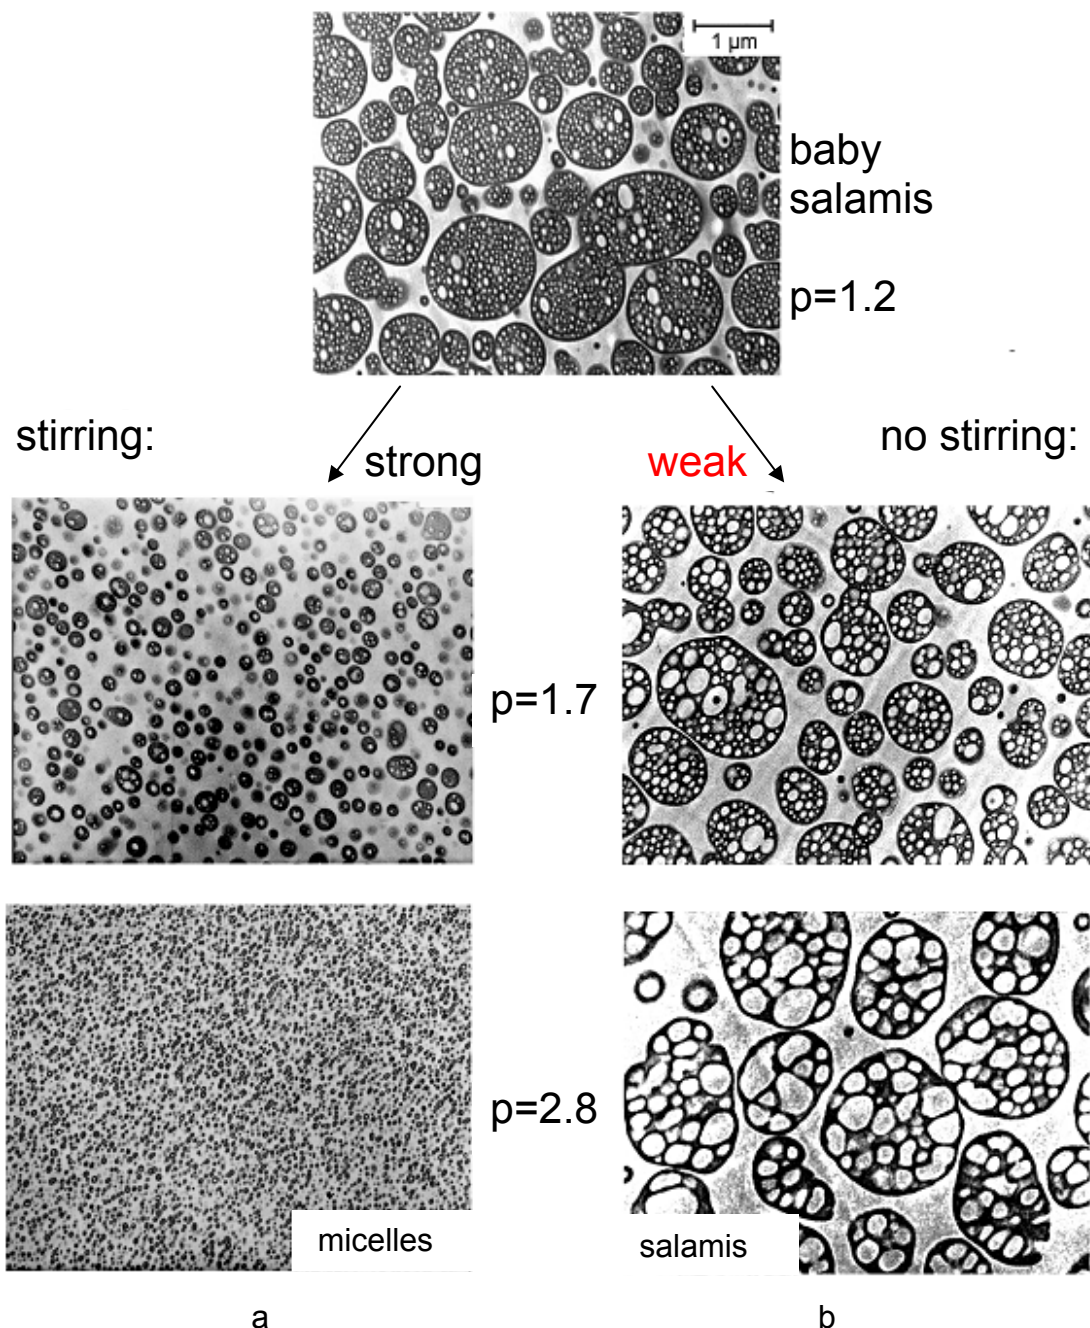 1 µm
baby
salamis
p=1.2
stirring:
no stirring:
strong
weak
p=1.7
p=2.8
micelles
salamis
a
b